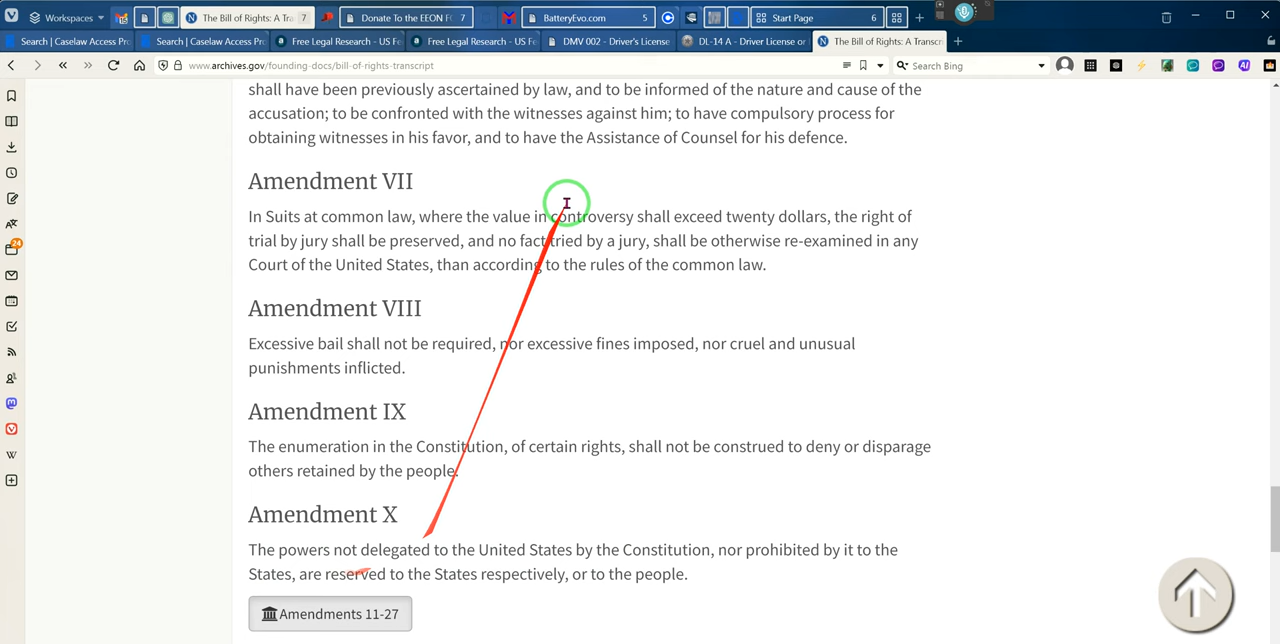 Workspaces
The Bill of Rights: A Tra 7
Donate To the EEON F 7
BatteryEvo.com 5
Start Page 6
Search | Caselaw Access Pr
Search | Caselaw Access Pro
Free Legal Research - US Fe
Free Legal Research - US Fe
DMV 002 - Driver's License
DL-14 A - Driver License or
The Bill of Rights: A Transcr
www.archives.gov/founding-docs/bill-of-rights-transcript
Search Bing
shall have been previously ascertained by law, and to be informed of the nature and cause of the
accusation; to be confronted with the witnesses against him; to have compulsory process for
obtaining witnesses in his favor, and to have the Assistance of Counsel for his defence.
Amendment VII
In Suits at common law, where the value in controversy shall exceed twenty dollars, the right of
trial by jury shall be preserved, and no fact tried by a jury, shall be otherwise re-examined in any
Court of the United States, than according to the rules of the common law.
Amendment VIII
Excessive bail shall not be required, nor excessive fines imposed, nor cruel and unusual
punishments inflicted.
Amendment IX
The enumeration in the Constitution, of certain rights, shall not be construed to deny or disparage
others retained by the people.
Amendment X
The powers not delegated to the United States by the Constitution, nor prohibited by it to the
States, are reserved to the States respectively, or to the people.
Amendments 11-27
24